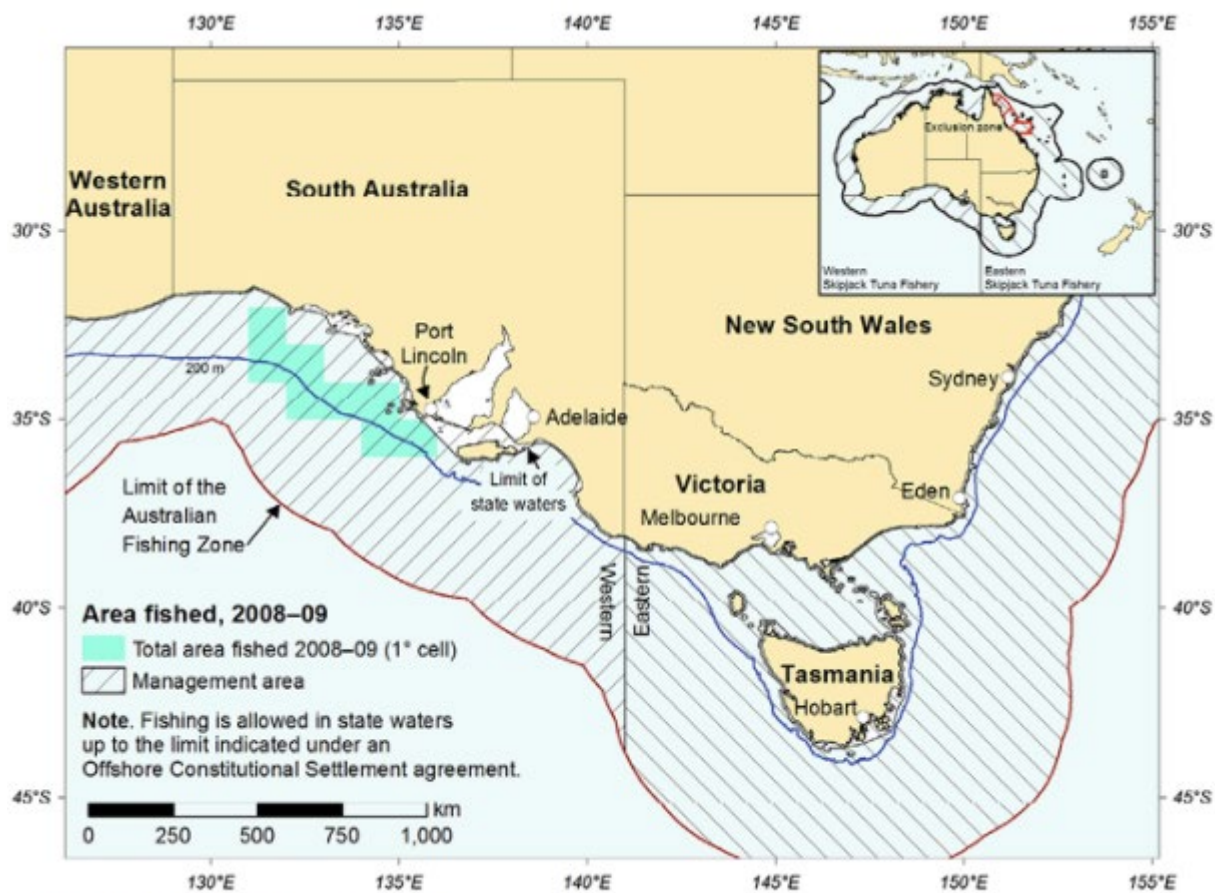 130°E 135°E 140°E 145°E 150°E 155°E
Exclusion zone
Western
Skipjack Tuna Fishery
Eastern
Skipjack Tuna Fishery
Western
Australia
South Australia
30°S 30°S
New South Wales
Port
Lincoln
200 m
Sydney
35°S 35°S
Adelaide
Limit of
state waters
Victoria
Eden
Melbourne
Limit of the
Australian
Fishing Zone
Western
Eastern
40°S 40°S
Area fished, 2008–09
Total area fished 2008–09 (1° cell)
Management area
Tasmania
Hobart
Note. Fishing is allowed in state waters
up to the limit indicated under an
Offshore Constitutional Settlement agreement.
45°S 45°S
km
0 250 500 750 1,000
130°E 135°E 140°E 145°E 150°E 155°E